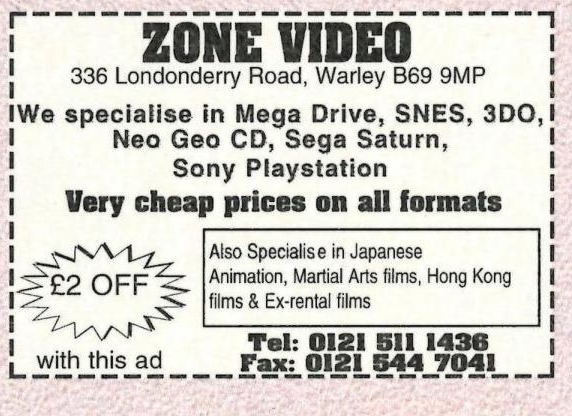 ZONE VIDEO
336 Londonderry Road, Warley B69 9MP
We specialise in Mega Drive, SNES, 3DO,
Neo Geo CD, Sega Saturn,
Sony Playstation
Very cheap prices on all formats
£2 OFF
with this ad
Also Specialise in Japanese
Animation, Martial Arts films, Hong Kong
films & Ex-rental films
Tel: 0121 511 1436
Fax: 0121 544 7041